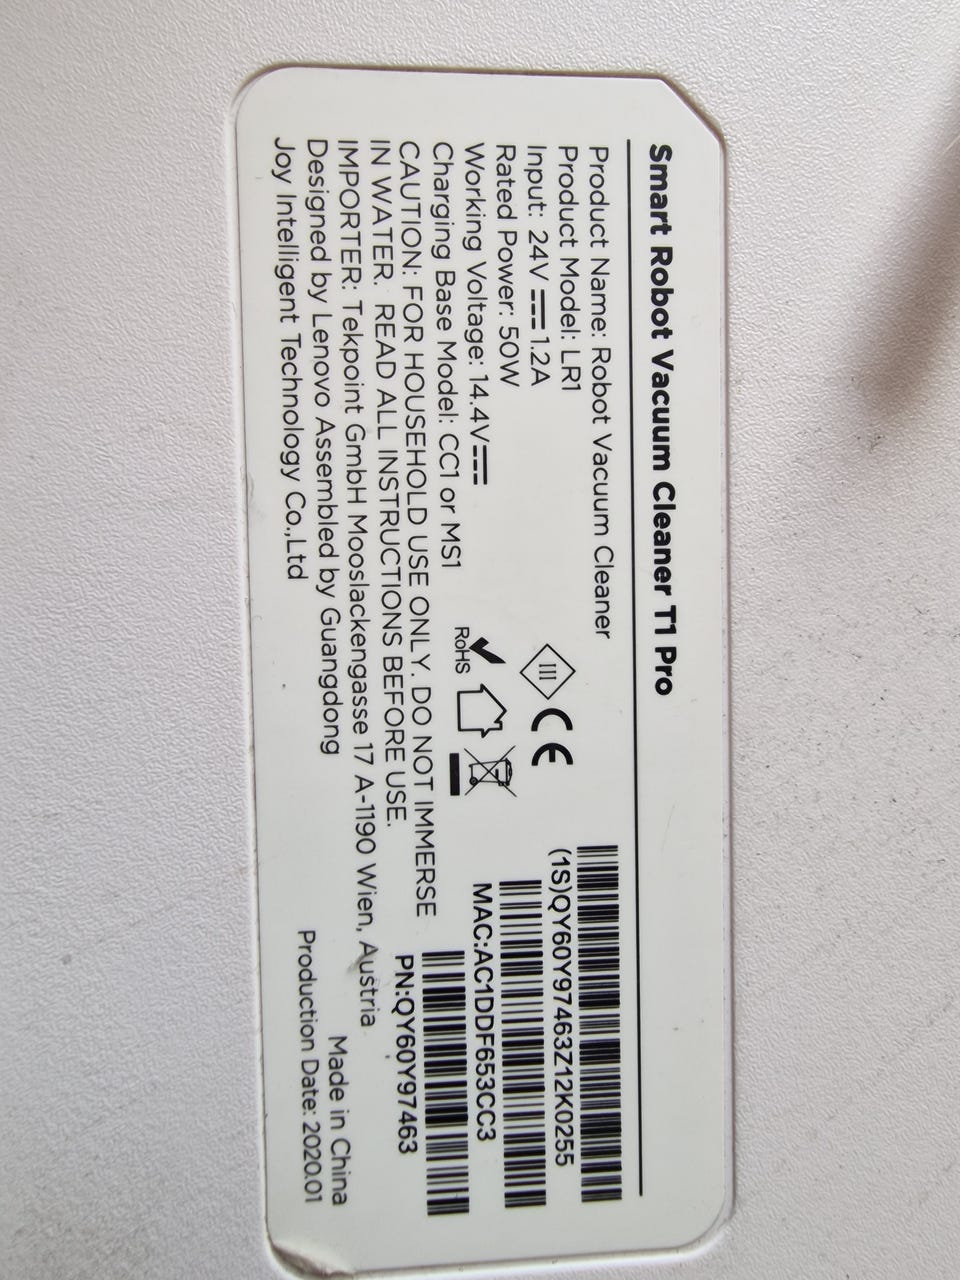 Smart Robot Vacuum Cleaner T1 Pro
Product Name: Robot Vacuum Cleaner
Product Model: LR1
Input: 24V ⎓ 1.2A
Rated Power: 50W
Working Voltage: 14.4V⎓
Charging Base Model: CC1 or MS1
CAUTION: FOR HOUSEHOLD USE ONLY. DO NOT IMMERSE
IN WATER. READ ALL INSTRUCTIONS BEFORE USE.
IMPORTER: Tekpoint GmbH Mooslackengasse 17 A-1190 Wien, Austria
Designed by Lenovo Assembled by Guangdong
Joy Intelligent Technology Co.,Ltd
III
CE
RoHS
(1S)QY60Y97463Z12K0255
MAC:AC1DDF653CC3
PN:QY60Y97463
Made in China
Production Date: 2020.01